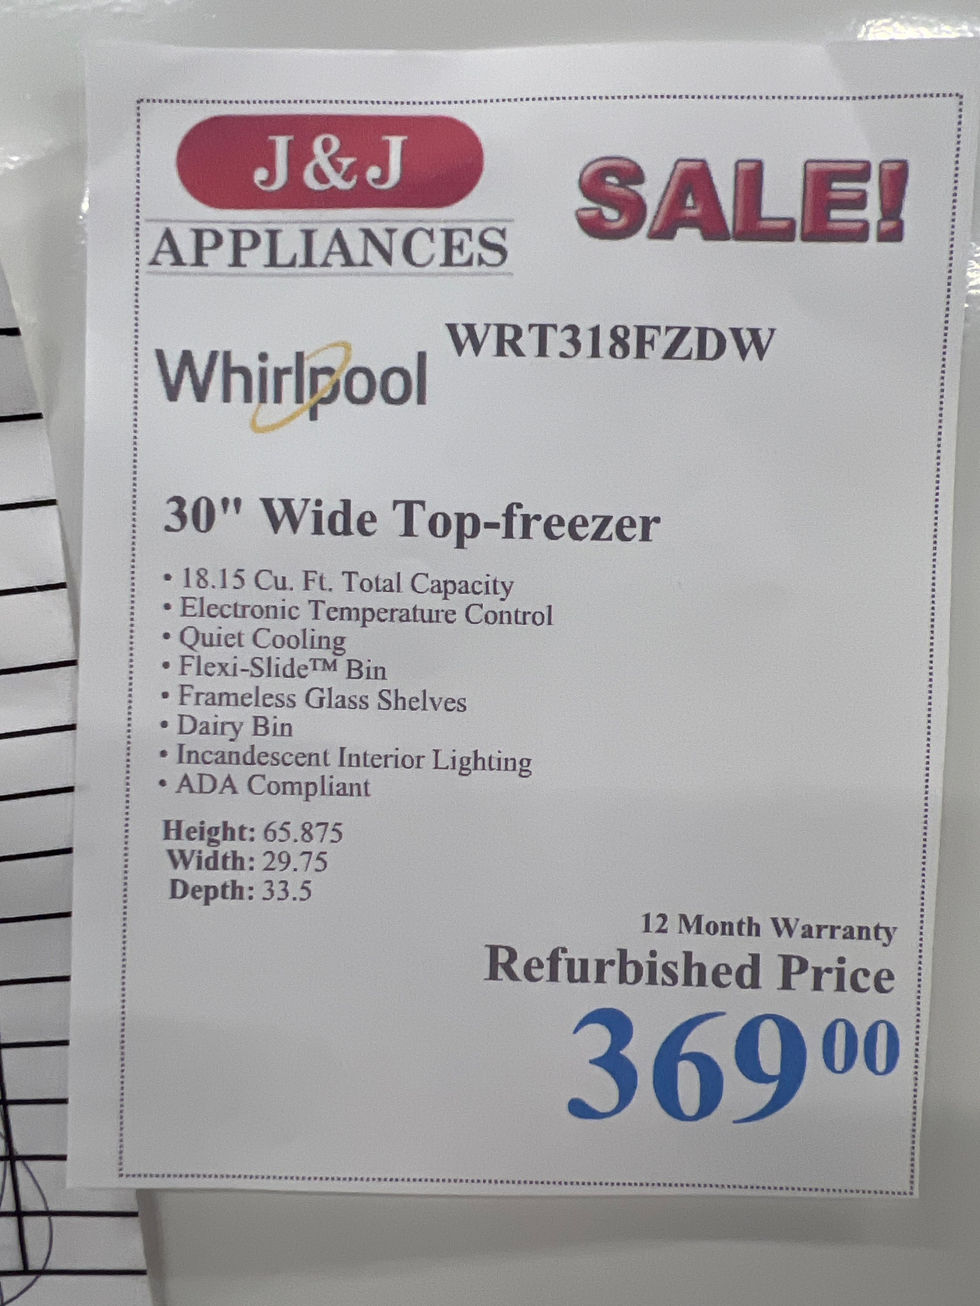 J&J
APPLIANCES
SALE!
Whirlpool
WRT318FZDW
30" Wide Top-freezer
• 18.15 Cu. Ft. Total Capacity
• Electronic Temperature Control
• Quiet Cooling
• Flexi-Slide™ Bin
• Frameless Glass Shelves
• Dairy Bin
• Incandescent Interior Lighting
• ADA Compliant
Height: 65.875
Width: 29.75
Depth: 33.5
12 Month Warranty
Refurbished Price
369 00